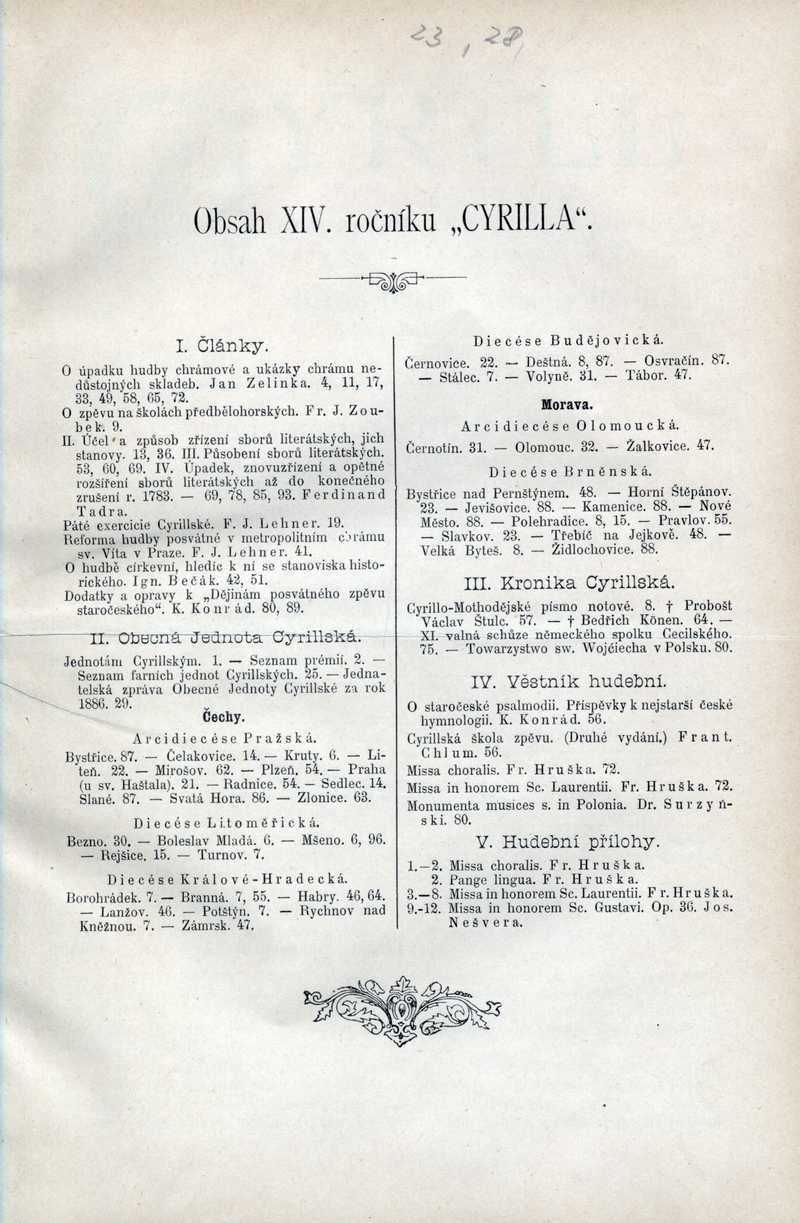 23, 28,
Obsah XIV. ročníku „CYRILLA“.
I. Články.
O úpadku hudby chrámové a ukázky chrámu ne-
důstojných skladeb. Jan Zelinka. 4, 11, 17,
33, 49, 58, 65, 72.
O zpěvu na školách předbělohorských. Fr. J. Zou-
bek. 9.
II. Účel a způsob zřízení sborů literátských, jich
stanovy. 13, 36. III. Působení sborů literátských.
53, 60, 69. IV. Úpadek, znovuzřízení a opětné
rozšíření sborů literátských až do konečného
zrušení r. 1783. — 69, 78, 85, 93. Ferdinand
Tadra.
Páté exercicie Cyrillské. F. J. Lehner. 19.
Reforma hudby posvátné v metropolitním chrámu
sv. Víta v Praze. F. J. Lehner. 41.
O hudbě církevní, hledíc k ní se stanoviska histo-
rického. Ign. Bečák. 42, 51.
Dodatky a opravy k „Dějinám posvátného zpěvu
staročeského“. K. Konrád. 80, 89.
II. Obecná Jednota Cyrillská.
Jednotám Cyrillským. 1. — Seznam prémií. 2. —
Seznam farních jednot Cyrillských. 25. — Jedna-
telská zpráva Obecné Jednoty Cyrillské za rok
1886. 29.
Čechy.
Arcidiecése Pražská.
Bystřice. 87. — Čelakovice. 14. — Kruty. 6. — Li-
teň. 22. — Mirošov. 62. — Plzeň. 54. — Praha
(u sv. Haštala). 21. — Radnice. 54. — Sedlec. 14.
Slané. 87. — Svatá Hora. 86. — Zlonice. 63.
Diecése Litoměřická.
Bezno. 30. — Boleslav Mladá. 6. — Mšeno. 6, 96.
— Rejšice. 15. — Turnov. 7.
Diecése Králové-Hradecká.
Borohrádek. 7. — Branná. 7, 55. — Habry. 46, 64.
— Lanžov. 46. — Potštýn. 7. — Rychnov nad
Kněžnou. 7. — Zámrsk. 47.
Diecése Budějovická.
Černovice. 22. — Deštná. 8, 87. — Osvračín. 87.
— Stálec. 7. — Volyně. 31. — Tábor. 47.
Morava.
Arcidiecése Olomoucká.
Černotín. 31. — Olomouc. 32. — Žalkovice. 47.
Diecése Brněnská.
Bystřice nad Pernštýnem. 48. — Horní Štěpánov.
23. — Jevišovice. 88. — Kamenice. 88. — Nové
Město. 88. — Polehradice. 8, 15. — Pravlov. 55.
— Slavkov. 23. — Třebíč na Jejkově. 48. —
Velká Byteš. 8. — Židlochovice. 88.
III. Kronika Cyrillská.
Cyrillo-Mothodějské písmo notové. 8. † Probošt
Václav Štulc. 57. — † Bedřich Könen. 64. —
XI. valná schůze německého spolku Cecilského.
75. — Towarzystwo sw. Wojćiecha v Polsku. 80.
IV. Věstník hudební.
O staročeské psalmodii. Příspěvky k nejstarší české
hymnologii. K. Konrád. 56.
Cyrillská škola zpěvu. (Druhé vydání.) Frant.
Chlum. 56.
Missa choralis. Fr. Hruška. 72.
Missa in honorem Sc. Laurentii. Fr. Hruška. 72.
Monumenta musices s. in Polonia. Dr. Surzyń-
ski. 80.
V. Hudební přílohy.
1.—2. Missa choralis. Fr. Hruška.
2. Pange lingua. Fr. Hruška.
3.—8. Missa in honorem Sc. Laurentii. Fr. Hruška.
9.-12. Missa in honorem Sc. Gustavi. Op. 36. Jos.
Nešvera.